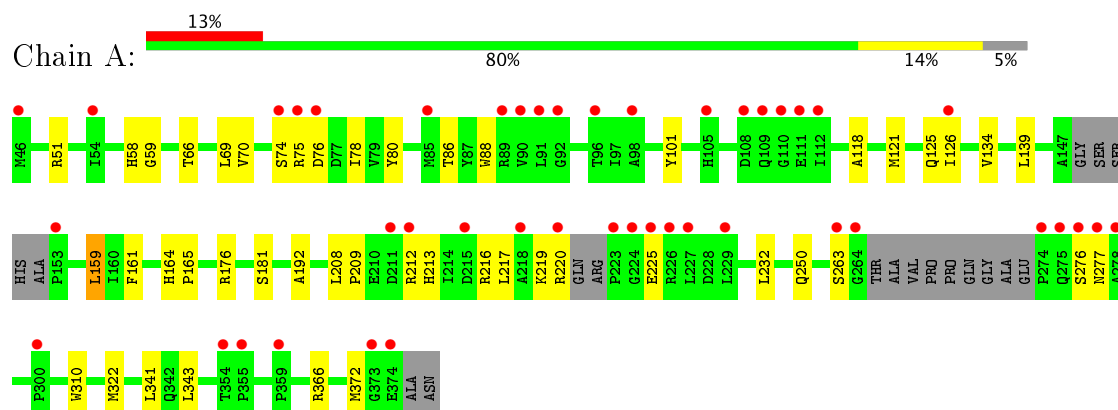 13%
Chain A:
80% 14% 5%
M46 R51 I54 H58 G59 T66 L69 V70 S74 R75 D76 D77 I78 V79 Y80 M85 T86 Y87 W88 R89 V90 L91 G92 T96 I97 A98 Y101 H105 D108 Q109 G110 E111 I112 A118 M121 Q125 I126 V134 L139 A147 GLY SER SER
HIS ALA P153 L159 I160 F161 H164 P165 R176 S181 A192 L208 P209 E210 D211 R212 H213 I214 D215 R216 L217 A218 K219 R220 GLN ARG P223 G224 E225 R226 L227 D228 L229 L232 Q250 S263 G264 THR ALA VAL PRO PRO GLN GLY ALA GLU P274 Q275 S276 N277 A278
P300 W310 M322 L341 Q342 L343 T354 P355 P359 R366 M372 G373 E374 ALA ASN